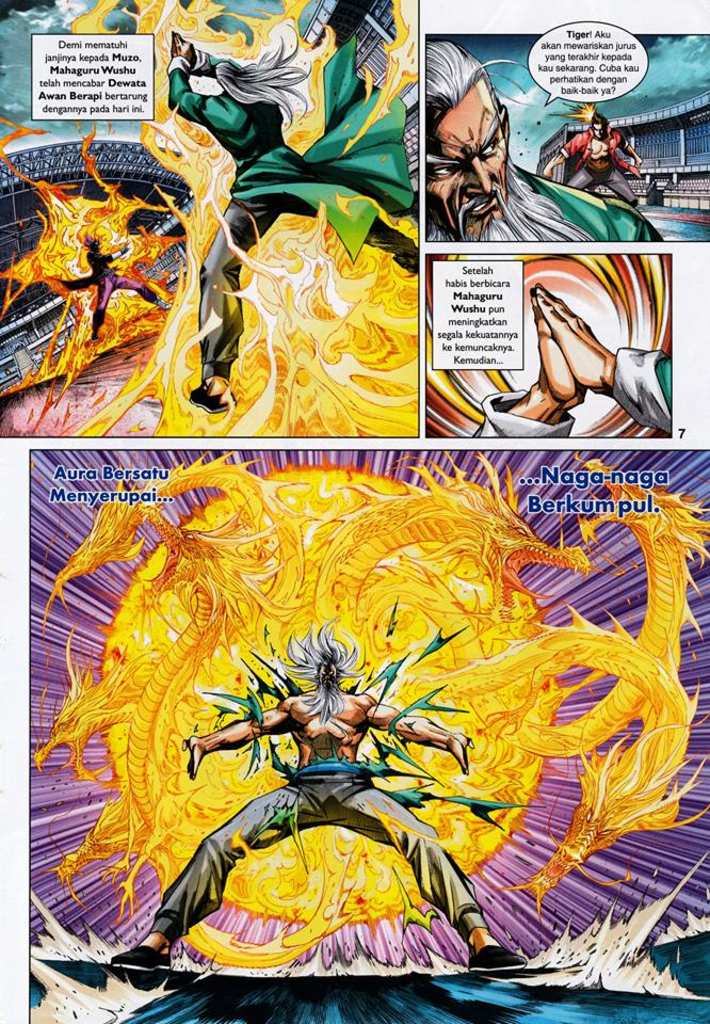 Demi mematuhi
janjinya kepada Muzo,
Mahaguru Wushu
telah mencabar Dewata
Awan Berapi bertarung
dengannya pada hari ini.
Tiger! Aku
akan mewariskan jurus
yang terakhir kepada
kau sekarang. Cuba kau
perhatikan dengan
baik-baik ya?
Setelah
habis berbicara
Mahaguru
Wushu pun
meningkatkan
segala kekuatannya
ke kemuncaknya.
Kemudian...
7
Aura Bersatu
Menyerupai...
...Naga-naga
Berkumpul.